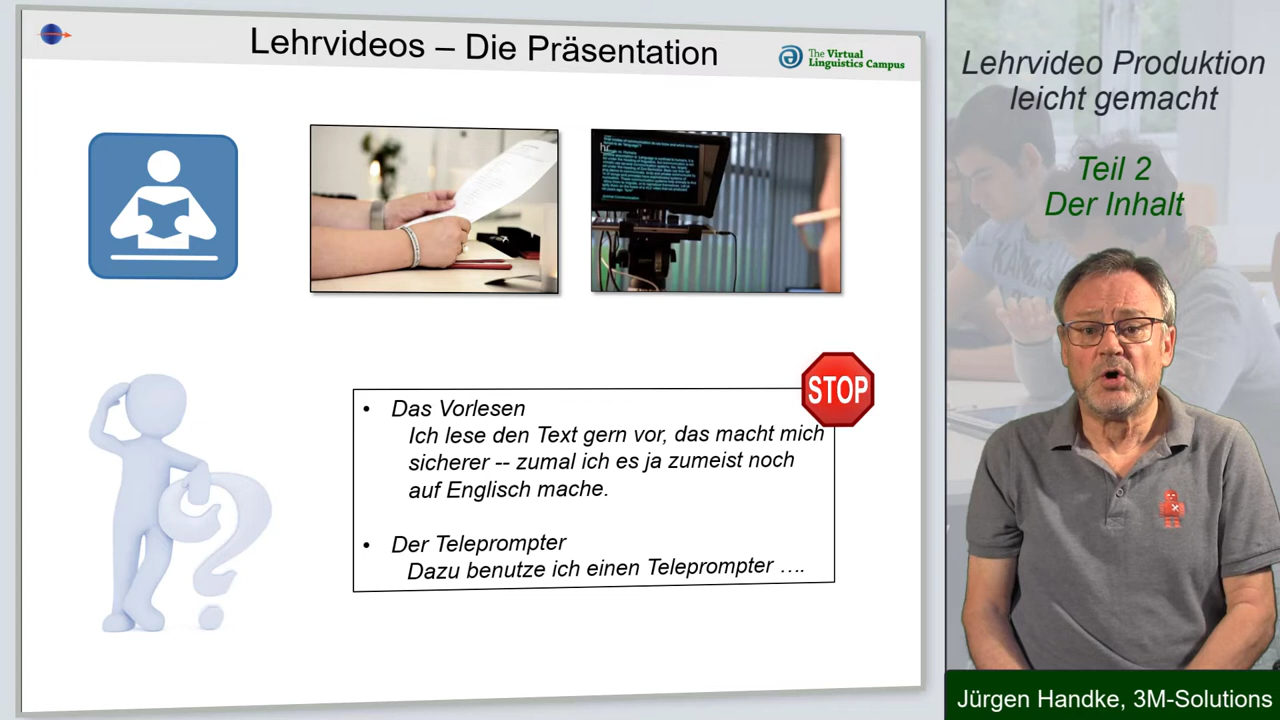 Lehrvideos – Die Präsentation
The Virtual
Linguistics Campus
STOP
• Das Vorlesen
Ich lese den Text gern vor, das macht mich
sicherer -- zumal ich es ja zumeist noch
auf Englisch mache.
• Der Teleprompter
Dazu benutze ich einen Teleprompter ….
Lehrvideo Produktion
leicht gemacht
Teil 2
Der Inhalt
Jürgen Handke, 3M-Solutions